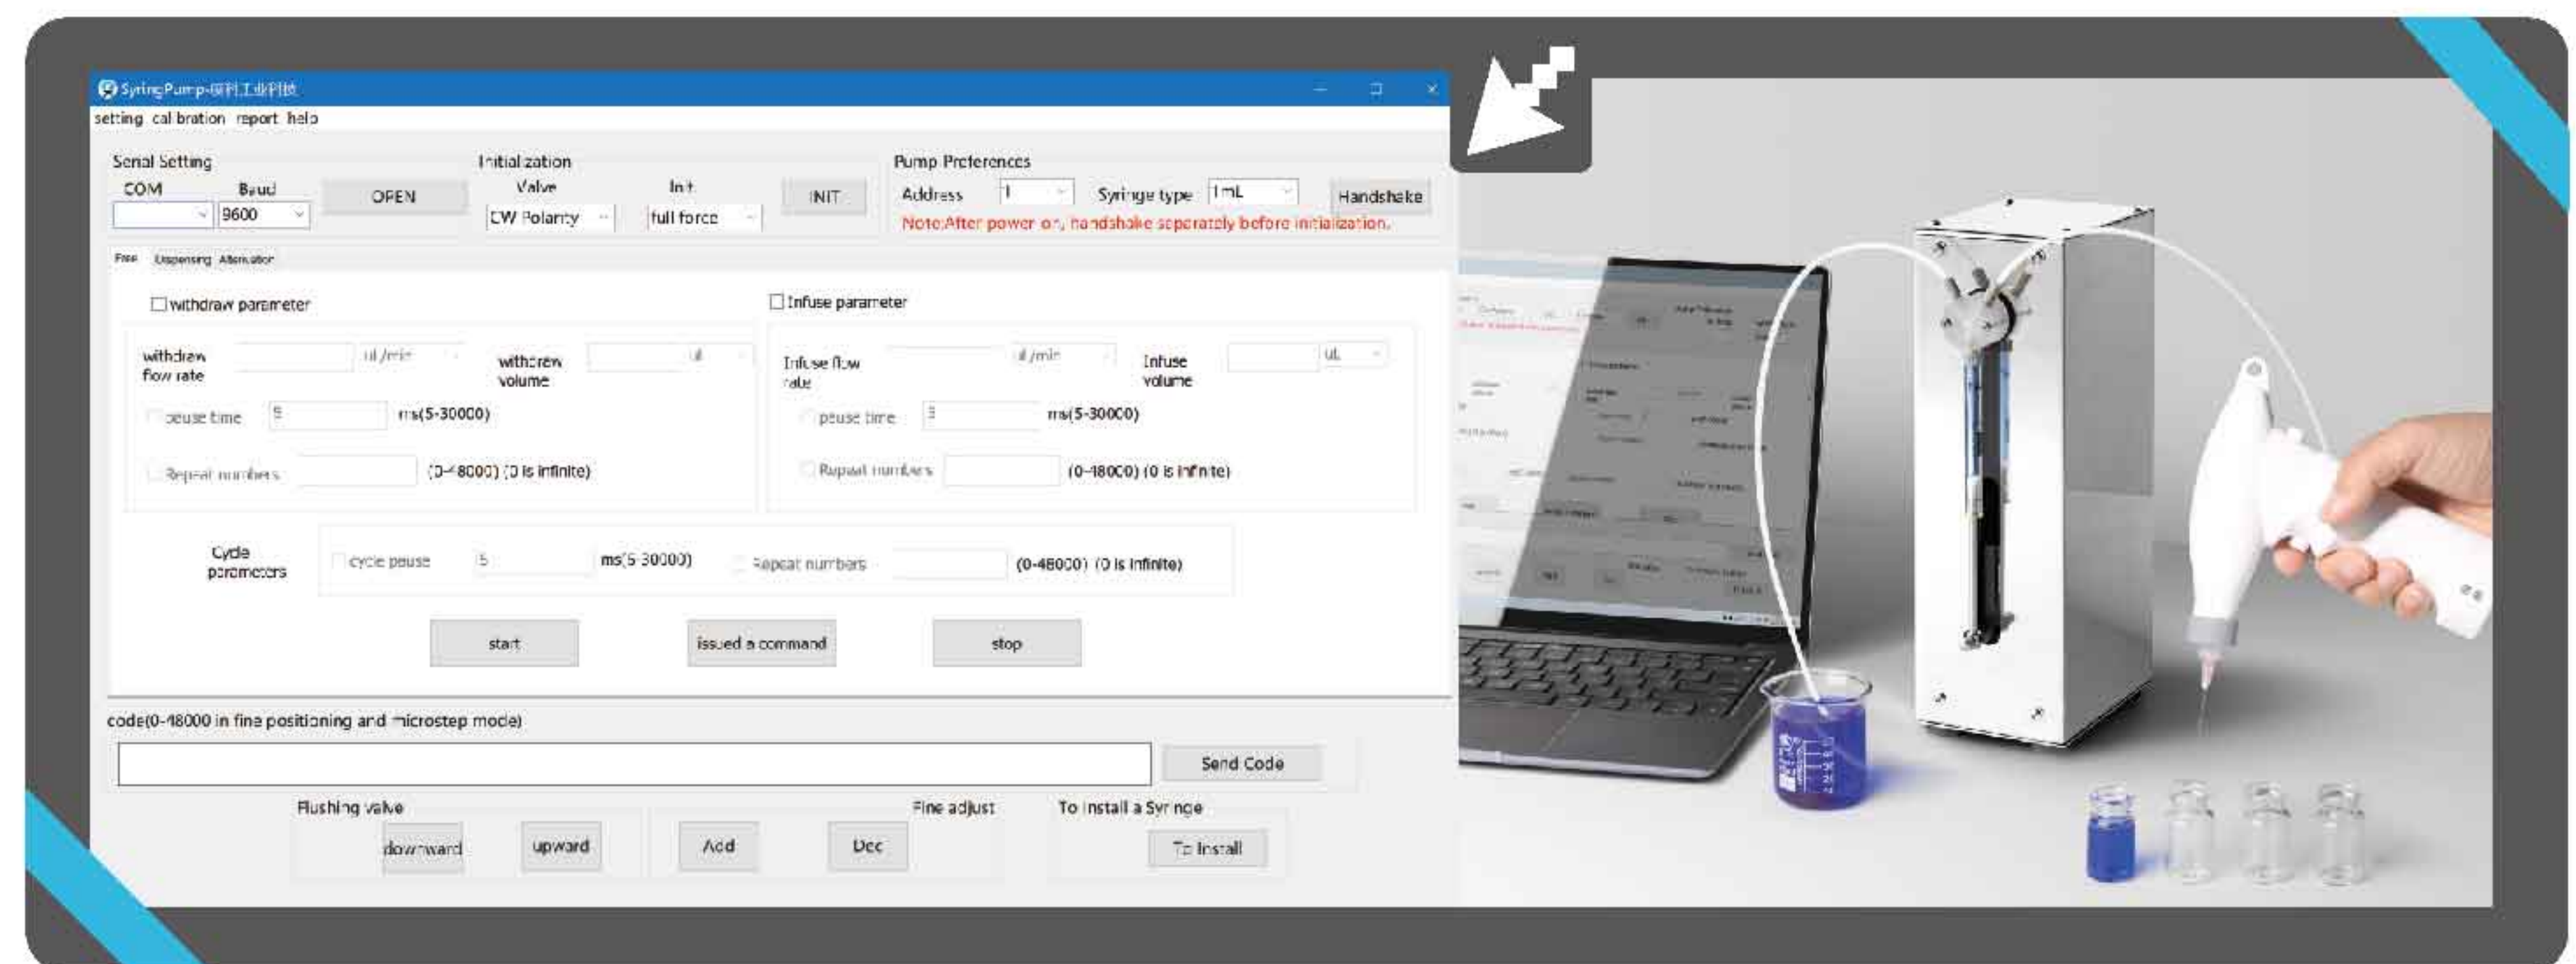 SyringPump-
setting calibration report help
Serial Setting
COM Baud
9600
OPEN
Initialization
Valve Init
CW Polarity full force
INIT
Pump Preferences
Address 1 Syringe type 1mL Handshake
Note:After power on, handshake separately before initialization.
Free Dispensing Attenuation
withdraw parameter
withdraw flow rate ul/min withdraw volume ul
pause time 5 ms(5-30000)
Repeat numbers (0-48000) (0 is infinite)
Infuse parameter
Infuse flow rate ul/min Infuse volume uL
pause time 5 ms(5-30000)
Repeat numbers (0-48000) (0 is infinite)
Cycle parameters cycle pause 5 ms(5-30000) Repeat numbers (0-48000) (0 is infinite)
start issued a command stop
code(0-48000 in fine positioning and microstep mode)
Send Code
Flushing valve Fine adjust To Install a Syringe
downward upward Add Dec To Install